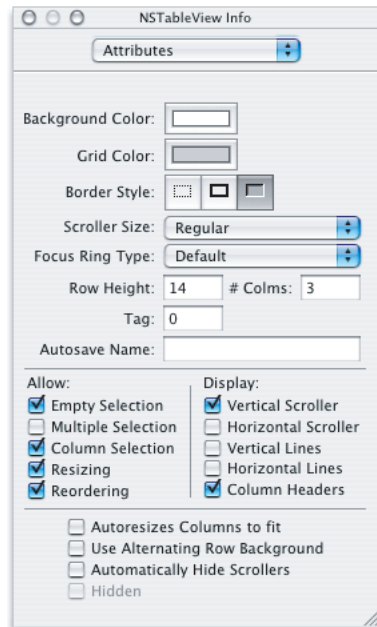 NSTableView Info
Attributes
Background Color:
Grid Color:
Border Style:
Scroller Size: Regular
Focus Ring Type: Default
Row Height: 14 # Colms: 3
Tag: 0
Autosave Name:
Allow: Display:
Empty Selection Vertical Scroller
Multiple Selection Horizontal Scroller
Column Selection Vertical Lines
Resizing Horizontal Lines
Reordering Column Headers
Autoresizes Columns to fit
Use Alternating Row Background
Automatically Hide Scrollers
Hidden